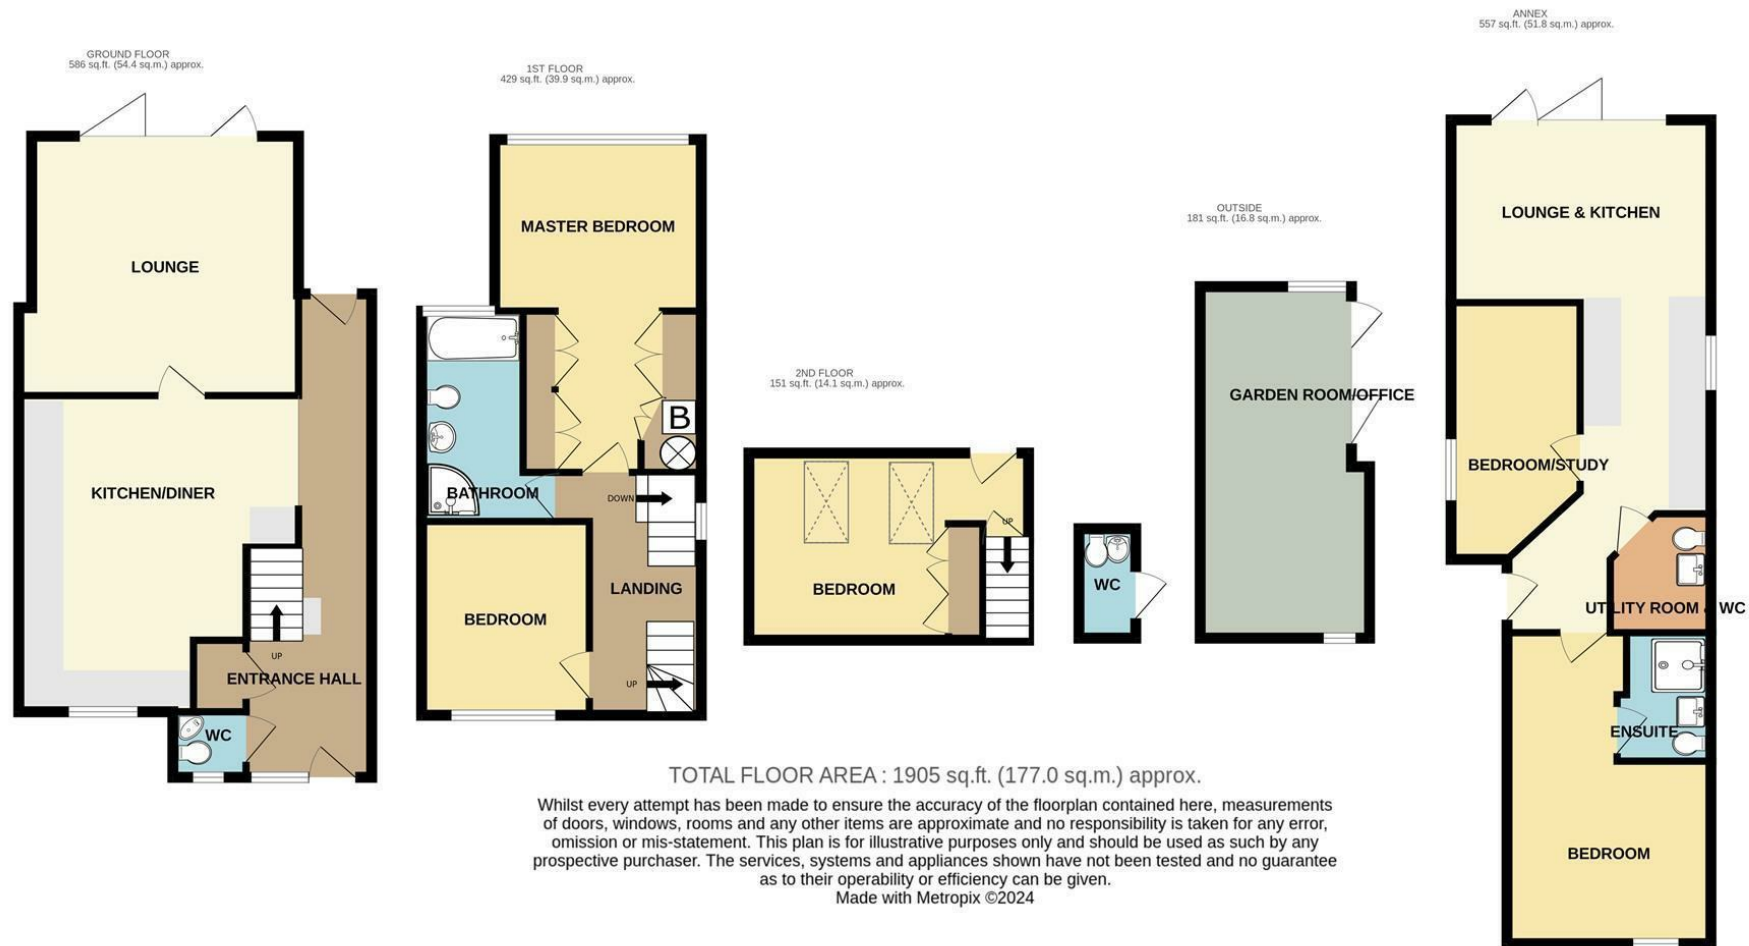 GROUND FLOOR
586 sq.ft. (54.4 sq.m.) approx.
LOUNGE
KITCHEN/DINER
UP
ENTRANCE HALL
WC
1ST FLOOR
429 sq.ft. (39.9 sq.m.) approx.
MASTER BEDROOM
B
BATHROOM
DOWN
LANDING
BEDROOM
UP
2ND FLOOR
151 sq.ft. (14.1 sq.m.) approx.
UP
BEDROOM
WC
OUTSIDE
181 sq.ft. (16.8 sq.m.) approx.
GARDEN ROOM/OFFICE
ANNEX
557 sq.ft. (51.8 sq.m.) approx.
LOUNGE & KITCHEN
BEDROOM/STUDY
UTILITY ROOM & WC
ENSUITE
BEDROOM
TOTAL FLOOR AREA : 1905 sq.ft. (177.0 sq.m.) approx.
Whilst every attempt has been made to ensure the accuracy of the floorplan contained here, measurements
of doors, windows, rooms and any other items are approximate and no responsibility is taken for any error,
omission or mis-statement. This plan is for illustrative purposes only and should be used as such by any
prospective purchaser. The services, systems and appliances shown have not been tested and no guarantee
as to their operability or efficiency can be given.
Made with Metropix ©2024